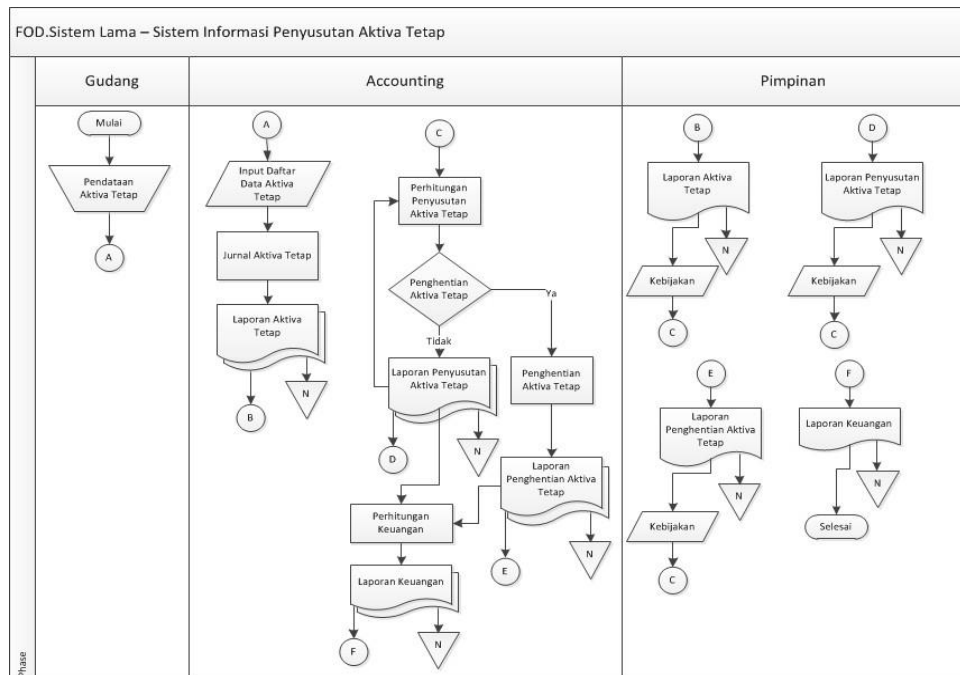 FOD.Sistem Lama – Sistem Informasi Penyusutan Aktiva Tetap
Gudang
Accounting
Pimpinan
Mulai
Pendataan
Aktiva Tetap
A
A
Input Daftar
Data Aktiva
Tetap
Jurnal Aktiva Tetap
Laporan Aktiva
Tetap
N
B
C
Perhitungan
Penyusutan
Aktiva Tetap
Penghentian
Aktiva Tetap
Ya
Tidak
Laporan Penyusutan
Aktiva Tetap
Penghentian
Aktiva Tetap
D
N
Laporan
Penghentian Aktiva
Tetap
Perhitungan
Keuangan
E
N
Laporan Keuangan
F
N
B
Laporan Aktiva
Tetap
N
Kebijakan
C
D
Laporan Penyusutan
Aktiva Tetap
N
Kebijakan
C
E
Laporan
Penghentian Aktiva
Tetap
N
Kebijakan
C
F
Laporan Keuangan
N
Selesai
Phase